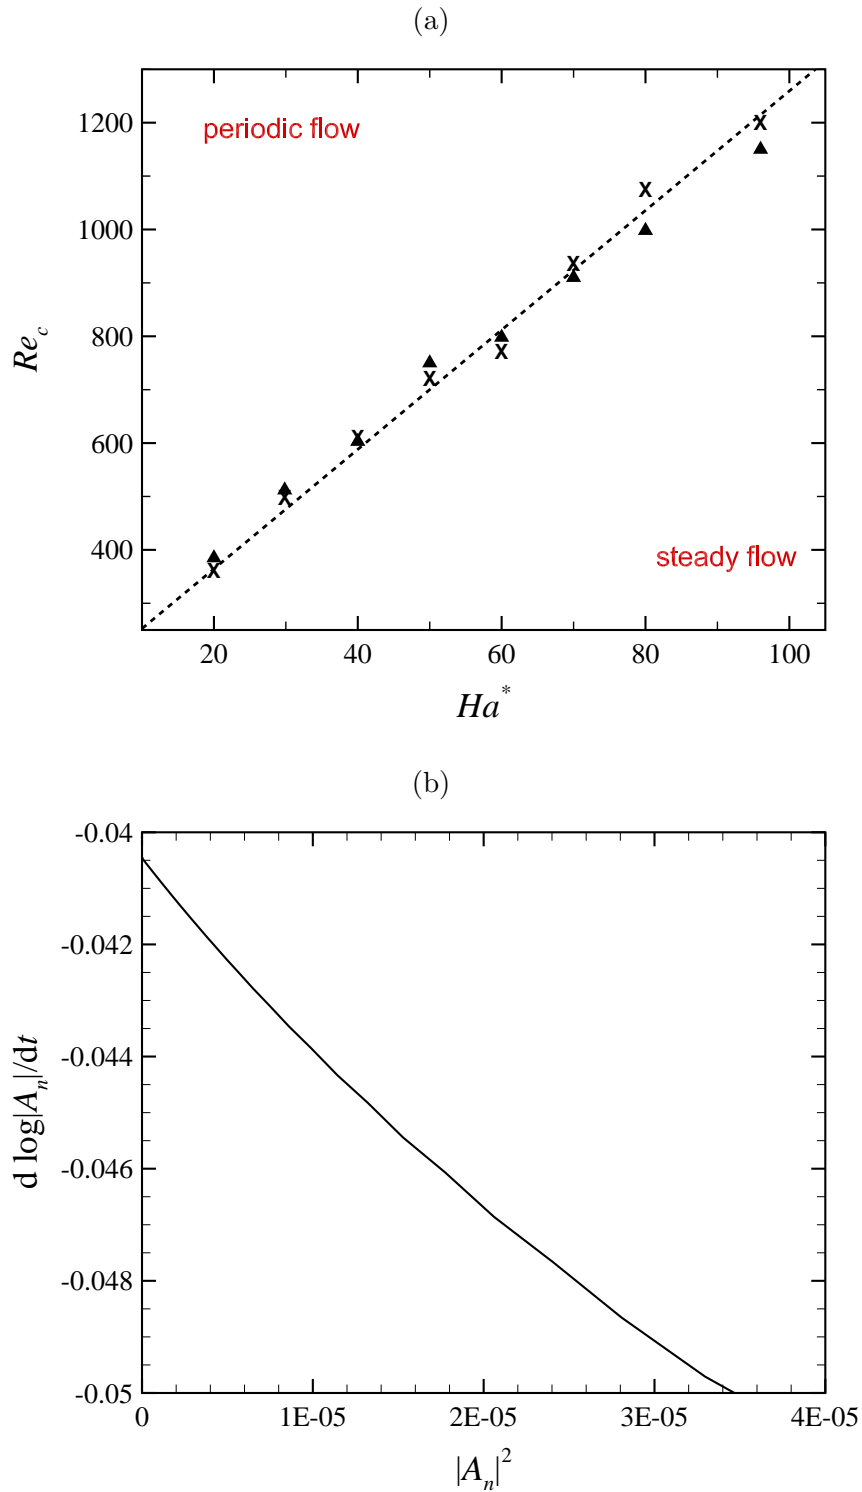 (a)
1200
1000
800
600
400
periodic flow
steady flow
Re_c
20 40 60 80 100
Ha*
(b)
-0.04
-0.042
-0.044
-0.046
-0.048
-0.05
d log|A_n|/dt
0 1E-05 2E-05 3E-05 4E-05
|A_n|^2